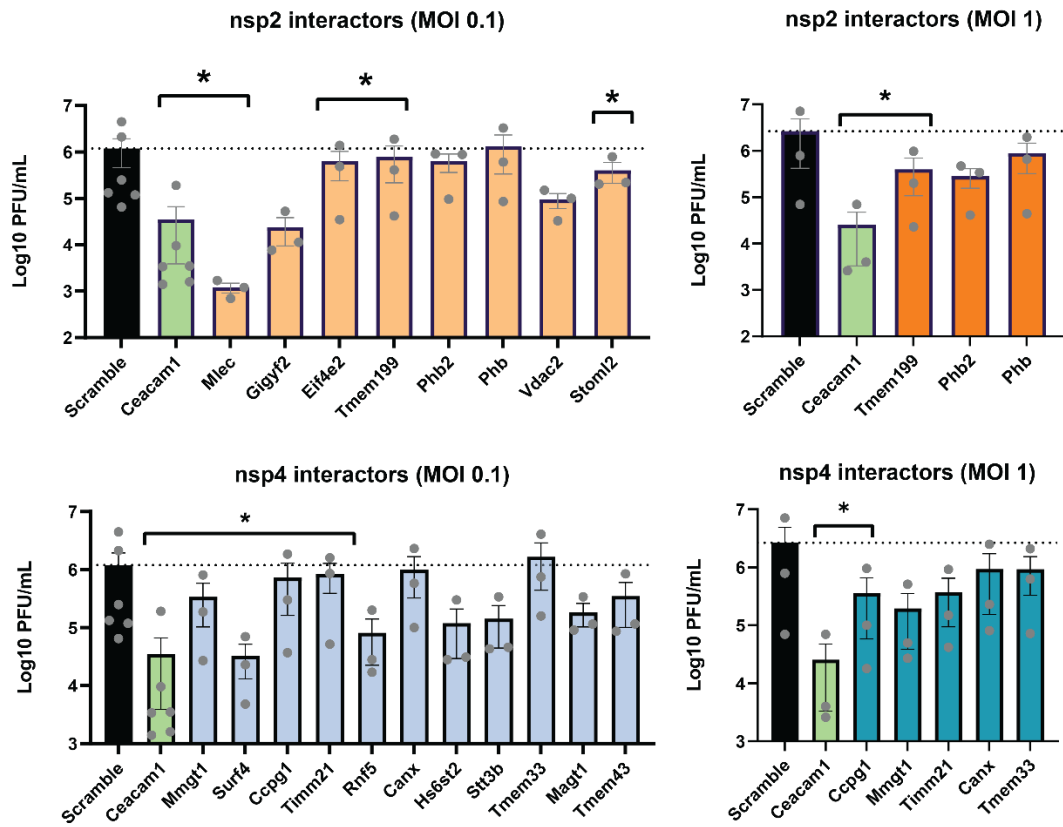 nsp2 interactors (MOI 0.1)
*
*
*
Log10 PFU/mL
7
6
5
4
3
2
Scramble
Ceacam1
Mlec
Gigyf2
Eif4e2
Tmem199
Phb2
Phb
Vdac2
Stoml2
nsp2 interactors (MOI 1)
*
Log10 PFU/mL
7
6
5
4
3
2
Scramble
Ceacam1
Tmem199
Phb2
Phb
nsp4 interactors (MOI 0.1)
*
Log10 PFU/mL
7
6
5
4
3
Scramble
Ceacam1
Mmgt1
Surf4
Ccpg1
Timm21
Rnf5
Canx
Hs6st2
Stt3b
Tmem33
Magt1
Tmem43
nsp4 interactors (MOI 1)
*
Log10 PFU/mL
7
6
5
4
3
Scramble
Ceacam1
Ccpg1
Mmgt1
Timm21
Canx
Tmem33